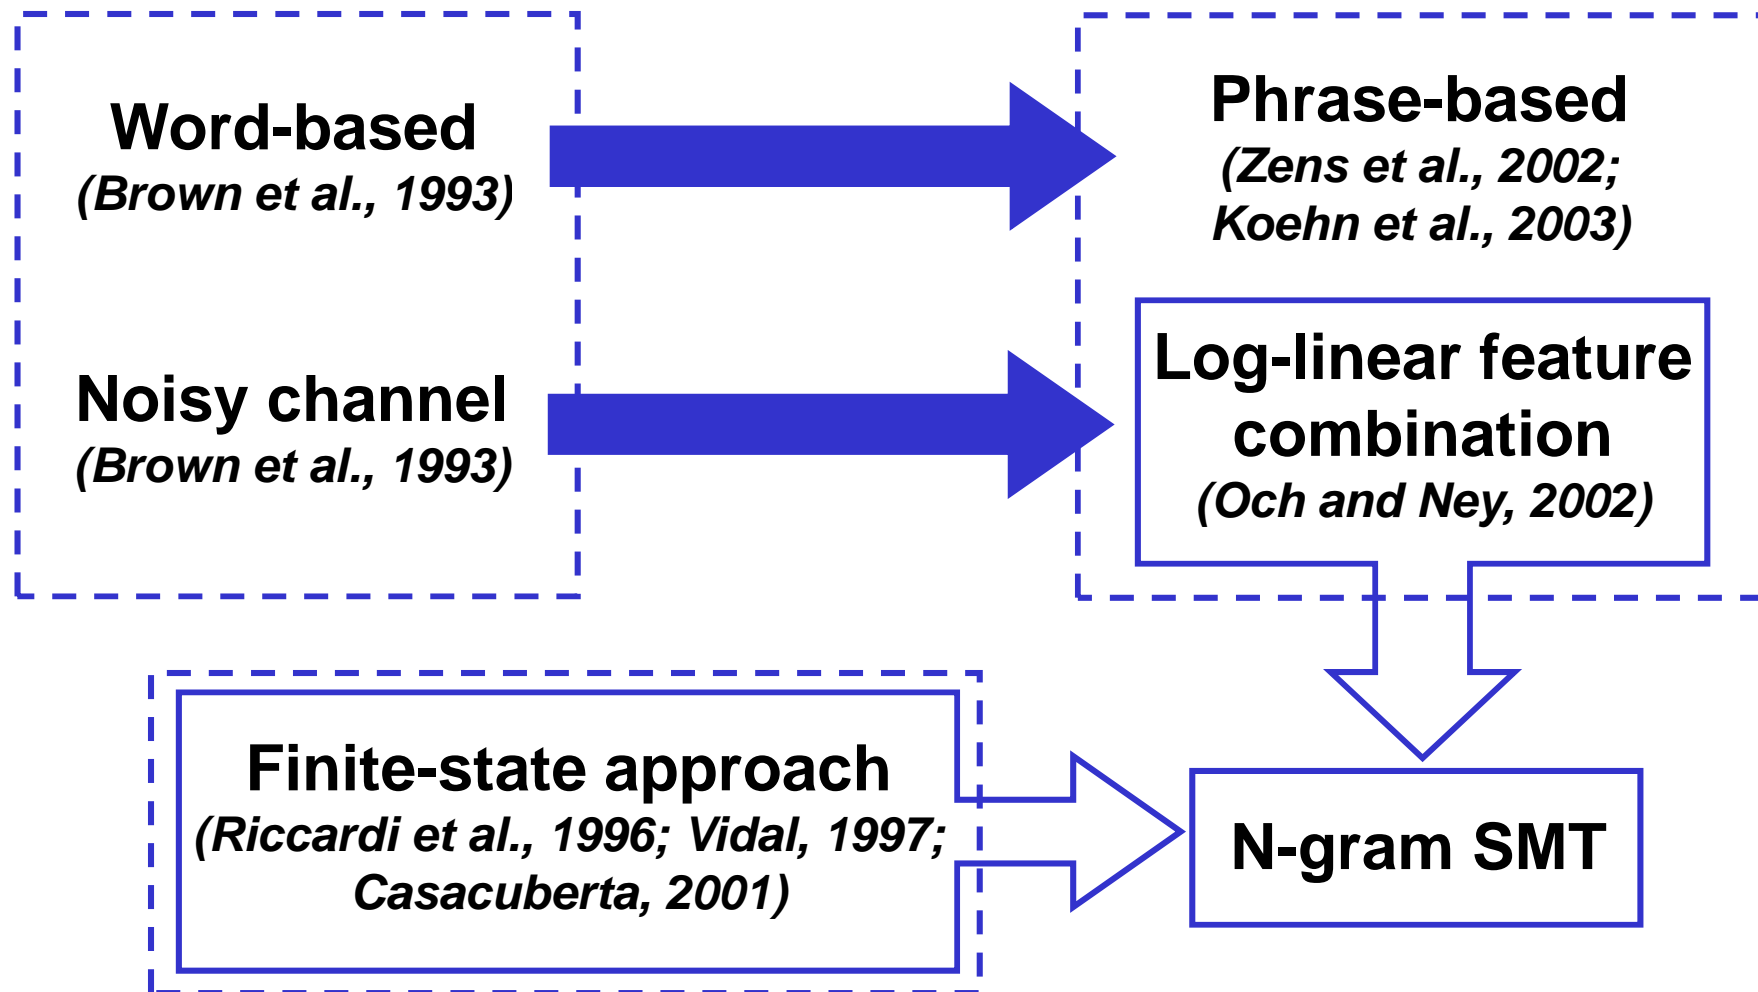 Word-based
(Brown et al., 1993)
Phrase-based
(Zens et al., 2002;
Koehn et al., 2003)
Noisy channel
(Brown et al., 1993)
Log-linear feature
combination
(Och and Ney, 2002)
Finite-state approach
(Riccardi et al., 1996; Vidal, 1997;
Casacuberta, 2001)
N-gram SMT